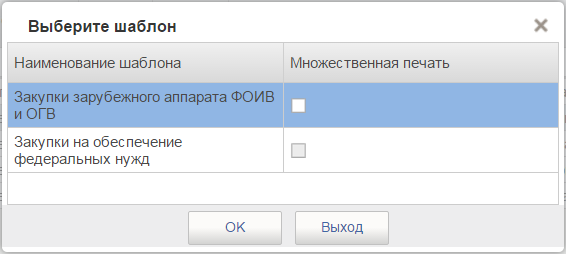 Выберите шаблон
Наименование шаблона
Множественная печать
Закупки зарубежного аппарата ФОИВ
и ОГВ
Закупки на обеспечение
федеральных нужд
OK
Выход